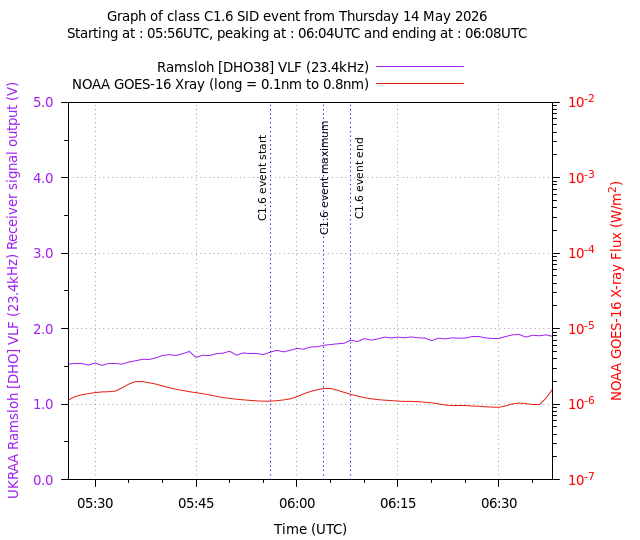 Graph of class C1.6 SID event from Thursday 14 May 2026
Starting at : 05:56UTC, peaking at : 06:04UTC and ending at : 06:08UTC
Ramsloh [DHO38] VLF (23.4kHz)
NOAA GOES-16 Xray (long = 0.1nm to 0.8nm)
UKRAA Ramsloh [DHO] VLF (23.4kHz) Receiver signal output (V)
5.0
4.0
3.0
2.0
1.0
0.0
C1.6 event start
C1.6 event maximum
C1.6 event end
10^-2
10^-3
10^-4
10^-5
10^-6
10^-7
NOAA GOES-16 X-ray Flux (W/m²)
05:30 05:45 06:00 06:15 06:30
Time (UTC)